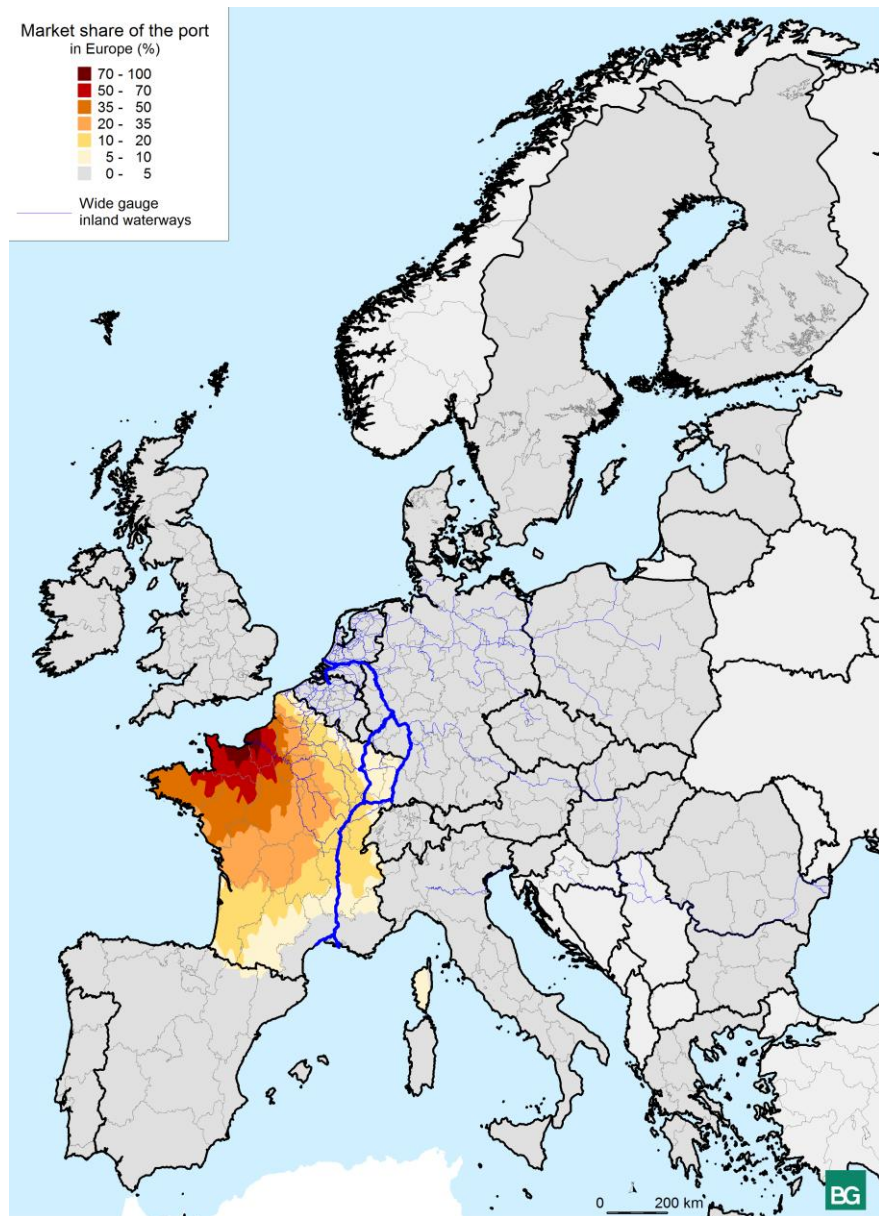 Market share of the port
in Europe (%)
70 - 100
50 - 70
35 - 50
20 - 35
10 - 20
5 - 10
0 - 5
Wide gauge
inland waterways
BG
0 200 km